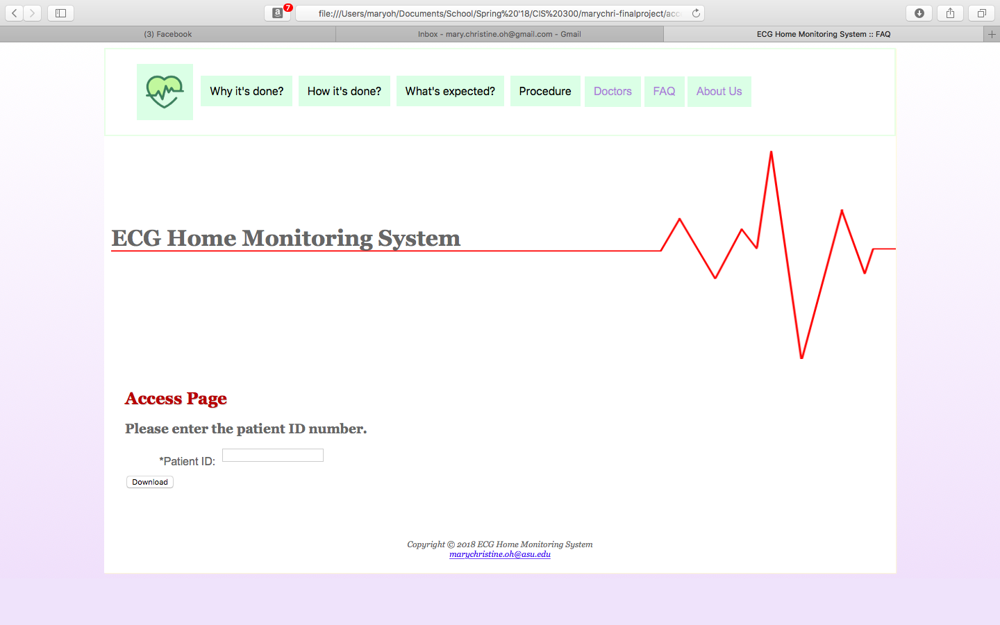 7
file:///Users/maryoh/Documents/School/Spring%20'18/CIS%20300/marychri-finalproject/acc
(3) Facebook
Inbox - mary.christine.oh@gmail.com - Gmail
ECG Home Monitoring System :: FAQ
Why it's done?
How it's done?
What's expected?
Procedure
Doctors
FAQ
About Us
ECG Home Monitoring System
Access Page
Please enter the patient ID number.
*Patient ID:
Download
Copyright © 2018 ECG Home Monitoring System
marychristine.oh@asu.edu